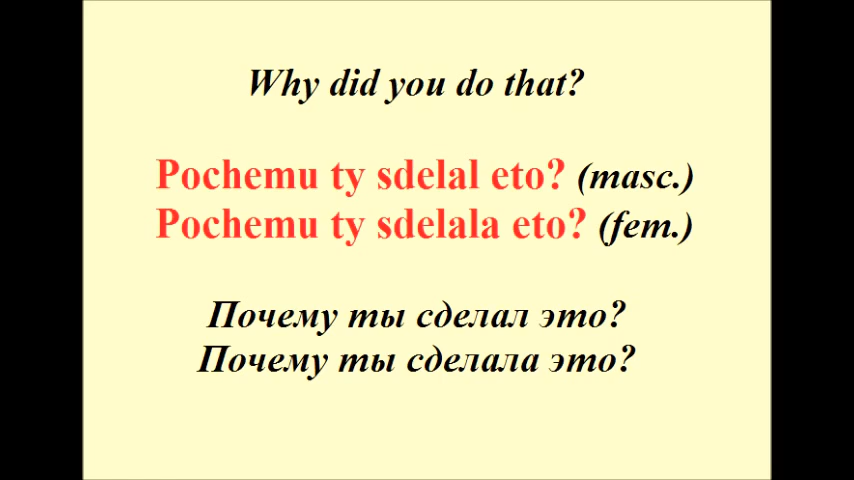 Why did you do that?
Pochemu ty sdelal eto? (masc.)
Pochemu ty sdelala eto? (fem.)
Почему ты сделал это?
Почему ты сделала это?